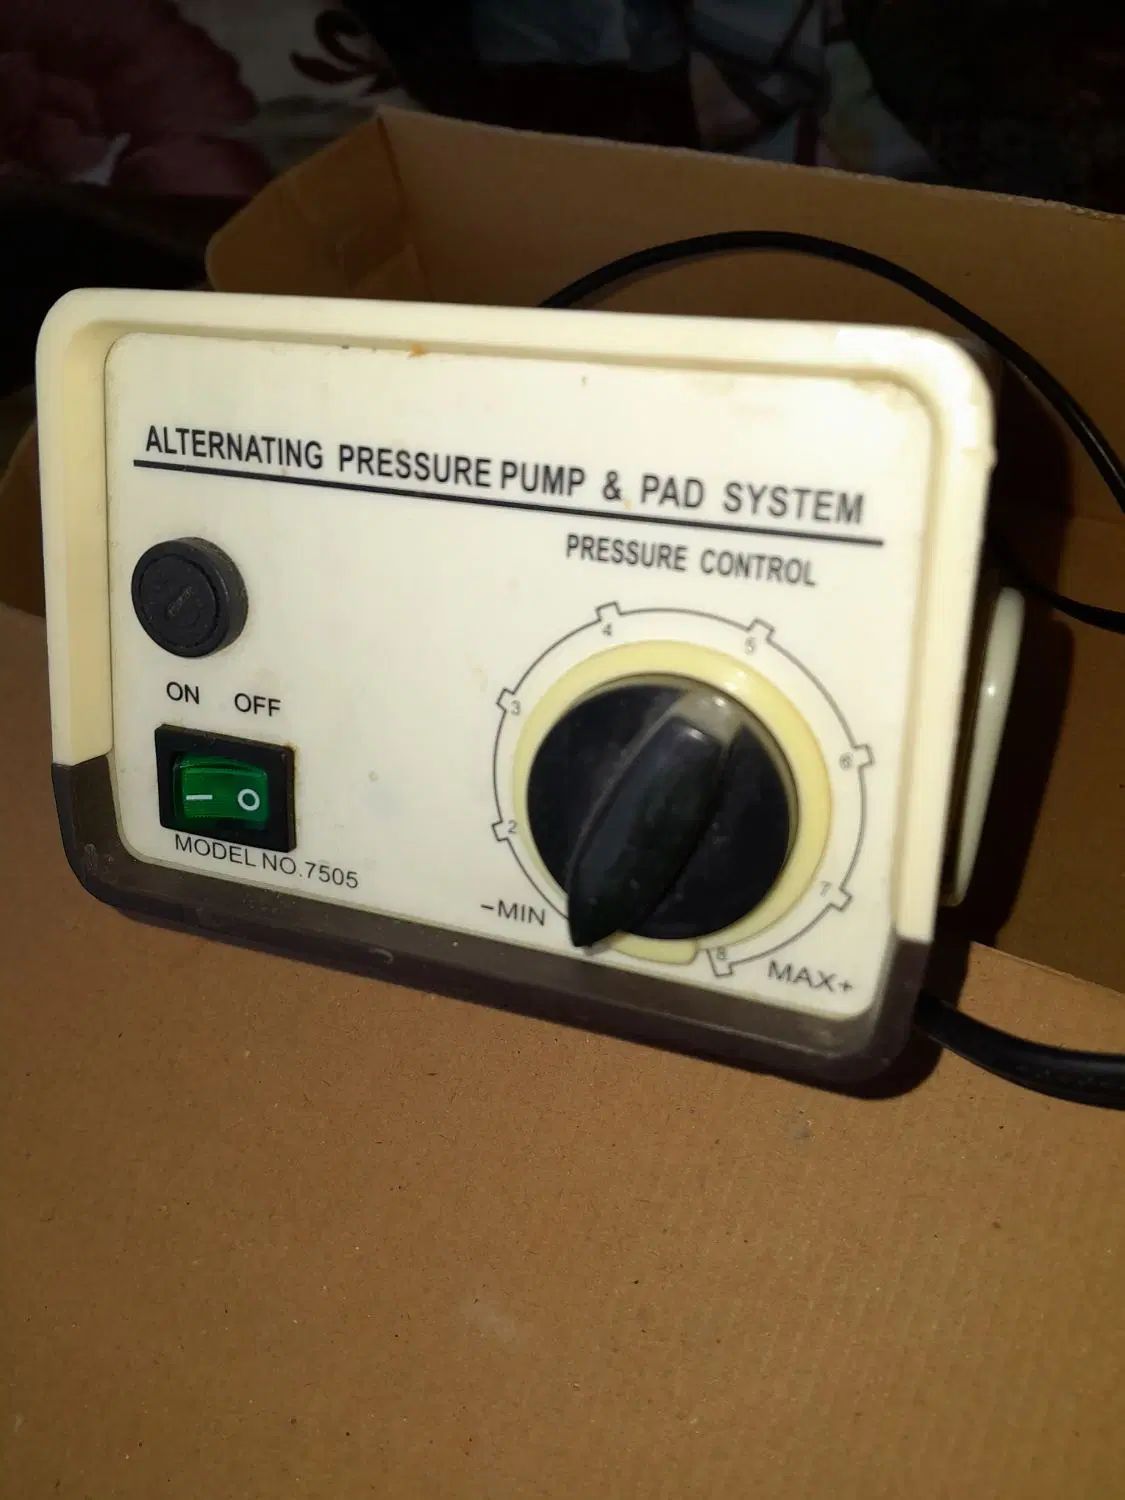 ALTERNATING PRESSURE PUMP & PAD SYSTEM
PRESSURE CONTROL
ON OFF
4 5
3 6
2 7
8
– O
MODEL NO.7505
–MIN MAX+